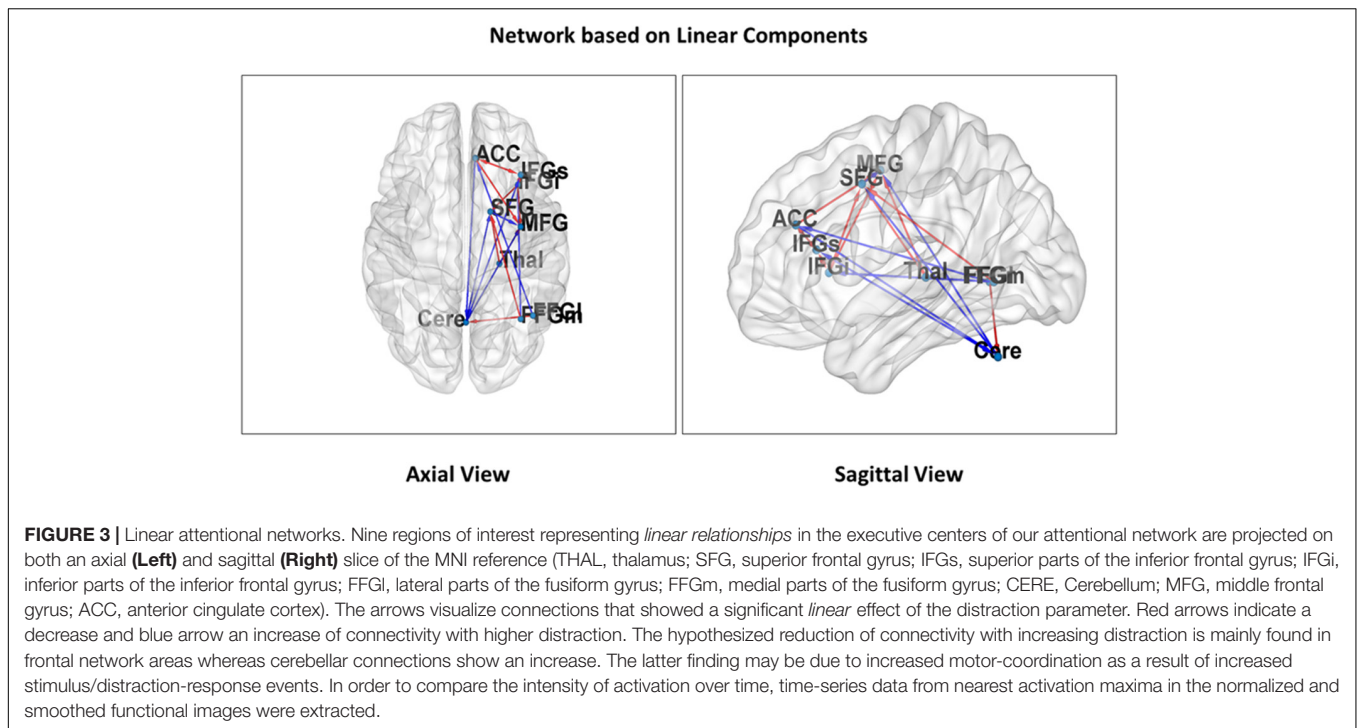 Network based on Linear Components
ACC
IFGs
IFGi
SFG
MFG
Thal
FFGl
FFGm
Cere
MFG
SFG
ACC
IFGs
IFGi
Thal
FFGm
Cere
Axial View
Sagittal View
FIGURE 3 | Linear attentional networks. Nine regions of interest representing linear relationships in the executive centers of our attentional network are projected on
both an axial (Left) and sagittal (Right) slice of the MNI reference (THAL, thalamus; SFG, superior frontal gyrus; IFGs, superior parts of the inferior frontal gyrus; IFGi,
inferior parts of the inferior frontal gyrus; FFGl, lateral parts of the fusiform gyrus; FFGm, medial parts of the fusiform gyrus; CERE, Cerebellum; MFG, middle frontal
gyrus; ACC, anterior cingulate cortex). The arrows visualize connections that showed a significant linear effect of the distraction parameter. Red arrows indicate a
decrease and blue arrow an increase of connectivity with higher distraction. The hypothesized reduction of connectivity with increasing distraction is mainly found in
frontal network areas whereas cerebellar connections show an increase. The latter finding may be due to increased motor-coordination as a result of increased
stimulus/distraction-response events. In order to compare the intensity of activation over time, time-series data from nearest activation maxima in the normalized and
smoothed functional images were extracted.